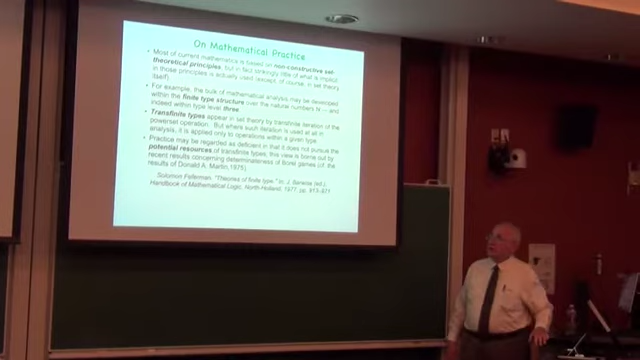 On Mathematical Practice
• Most of current mathematics is based on non-constructive set-
theoretical principles, but in fact strikingly little of what is implicit
in those principles is actually used (except, of course, in set theory
itself).
• For example, the bulk of mathematical analysis may be developed
within the finite type structure over the natural numbers N — and
indeed within type level three.
• Transfinite types appear in set theory by transfinite iteration of the
powerset operation. But where such iteration is used at all in
analysis, it is applied only to operations within a given type.
• Practice may be regarded as deficient in that it does not pursue the
potential resources of transfinite types; this view is borne out by
recent results concerning determinateness of Borel games (cf. the
results of Donald A. Martin, 1975)
Solomon Feferman: "Theories of finite type." In: J. Barwise (ed.),
Handbook of Mathematical Logic, North-Holland, 1977, pp. 913–971